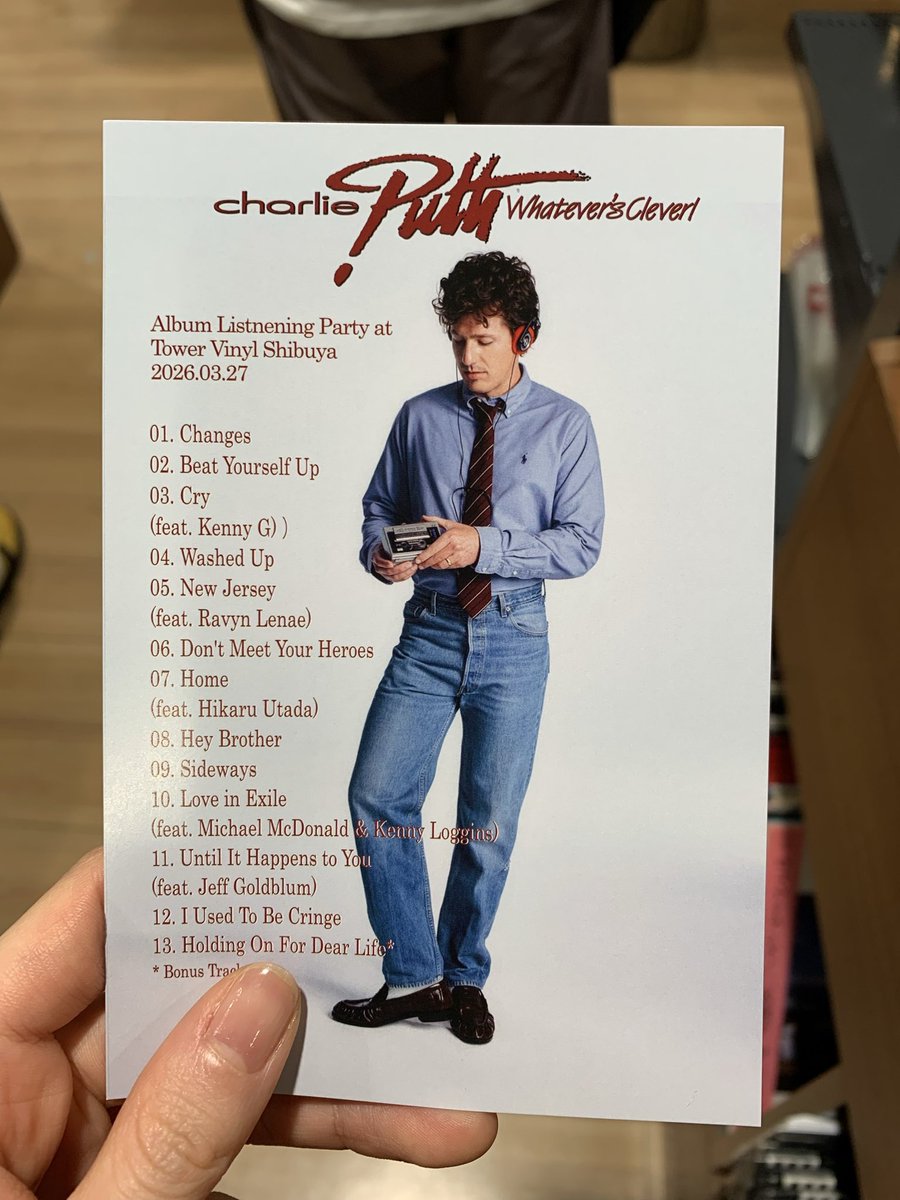 charlie Puth Whatever's Clever!
Album Listnening Party at
Tower Vinyl Shibuya
2026.03.27
01. Changes
02. Beat Yourself Up
03. Cry
(feat. Kenny G) )
04. Washed Up
05. New Jersey
(feat. Ravyn Lenae)
06. Don't Meet Your Heroes
07. Home
(feat. Hikaru Utada)
08. Hey Brother
09. Sideways
10. Love in Exile
(feat. Michael McDonald & Kenny Loggins)
11. Until It Happens to You
(feat. Jeff Goldblum)
12. I Used To Be Cringe
13. Holding On For Dear Life*
* Bonus